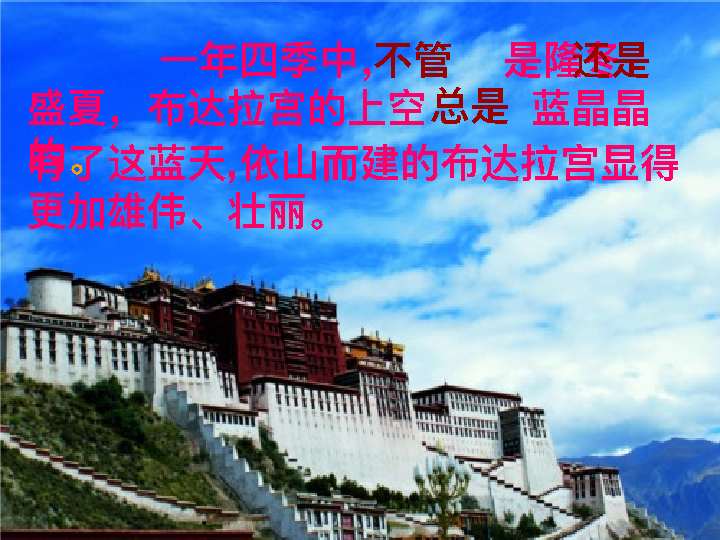 一年四季中,不管 是隆冬还是
盛夏，布达拉宫的上空总是 蓝晶晶
的。
有了这蓝天,依山而建的布达拉宫显得
更加雄伟、壮丽。